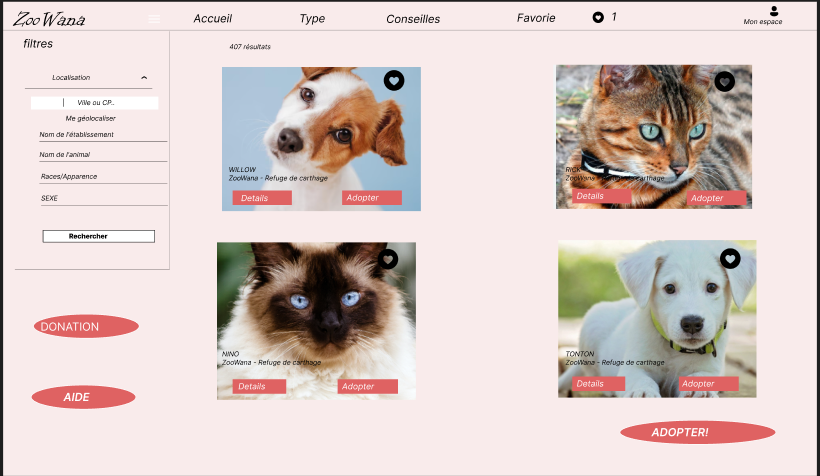 ZooWana
Accueil
Type
Conseilles
Favorie
1
Mon espace
filtres
407 résultats
Localisation
Ville ou CP..
Me géolocaliser
Nom de l'établissement
Nom de l'animal
Races/Apparence
SEXE
Rechercher
WILLOW
ZooWana - Refuge de carthage
Details
Adopter
RICK
ZooWana - Refuge de carthage
Details
Adopter
NINO
ZooWana - Refuge de carthage
Details
Adopter
TONTON
ZooWana - Refuge de carthage
Details
Adopter
DONATION
AIDE
ADOPTER!